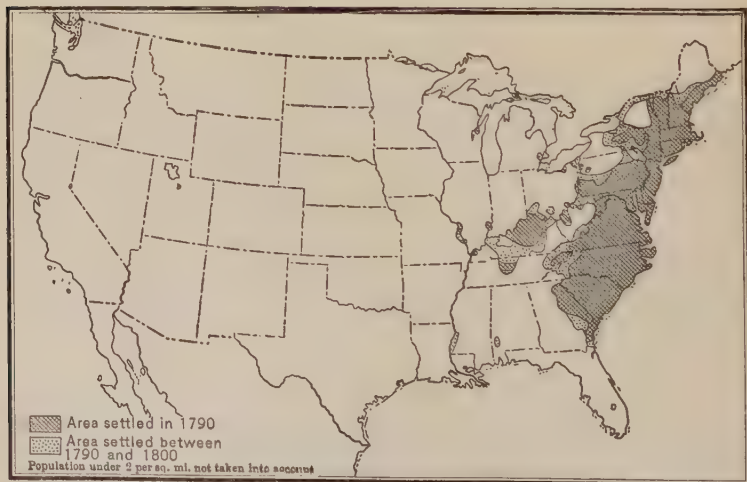 Area settled in 1790
Area settled between
1790 and 1800
Population under 2 per sq. mi. not taken into account